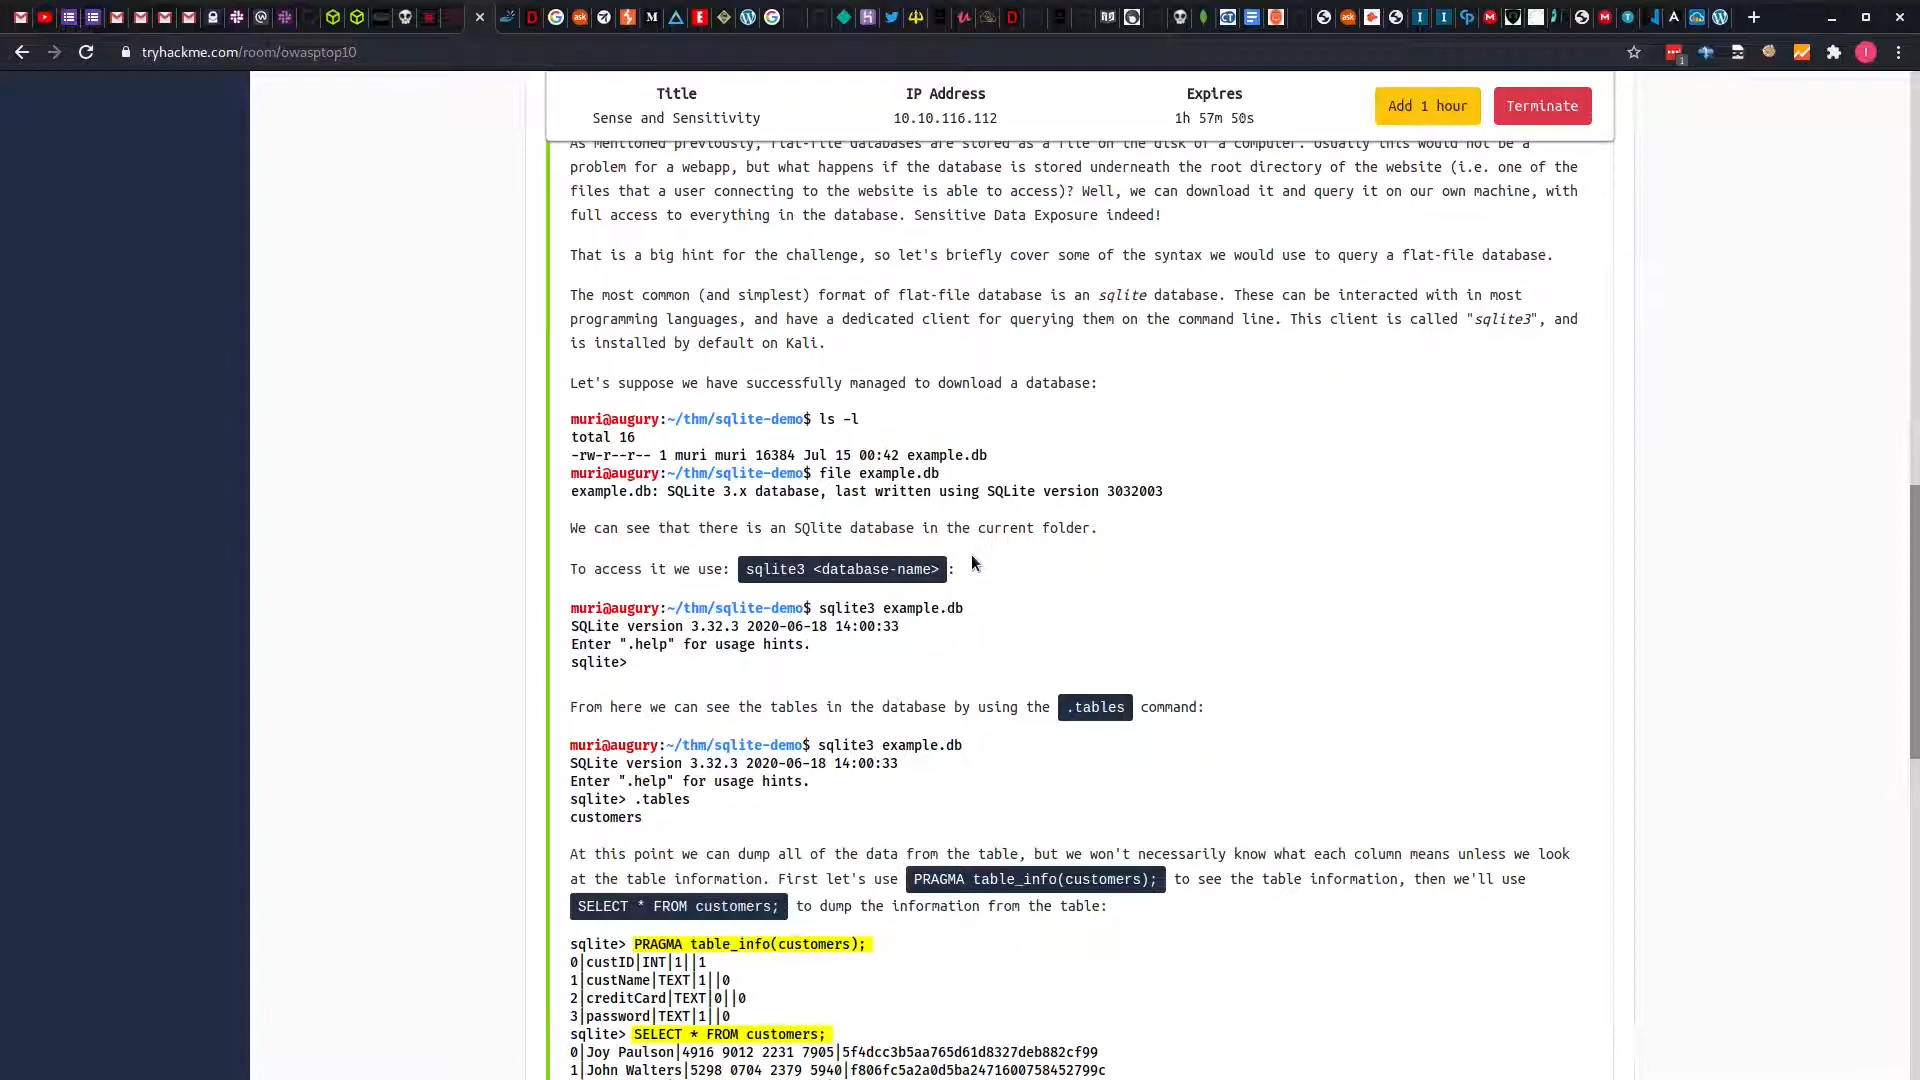 tryhackme.com/room/owasptop10
Title IP Address Expires
Sense and Sensitivity 10.10.116.112 1h 57m 50s
Add 1 hour Terminate
As mentioned previously, flat-file databases are stored as a file on the disk of a computer. Usually this would not be a
problem for a webapp, but what happens if the database is stored underneath the root directory of the website (i.e. one of the
files that a user connecting to the website is able to access)? Well, we can download it and query it on our own machine, with
full access to everything in the database. Sensitive Data Exposure indeed!
That is a big hint for the challenge, so let's briefly cover some of the syntax we would use to query a flat-file database.
The most common (and simplest) format of flat-file database is an sqlite database. These can be interacted with in most
programming languages, and have a dedicated client for querying them on the command line. This client is called "sqlite3", and
is installed by default on Kali.
Let's suppose we have successfully managed to download a database:
muri@augury:~/thm/sqlite-demo$ ls -l
total 16
-rw-r--r-- 1 muri muri 16384 Jul 15 00:42 example.db
muri@augury:~/thm/sqlite-demo$ file example.db
example.db: SQLite 3.x database, last written using SQLite version 3032003
We can see that there is an SQlite database in the current folder.
To access it we use: sqlite3 <database-name> :
muri@augury:~/thm/sqlite-demo$ sqlite3 example.db
SQLite version 3.32.3 2020-06-18 14:00:33
Enter ".help" for usage hints.
sqlite>
From here we can see the tables in the database by using the .tables command:
muri@augury:~/thm/sqlite-demo$ sqlite3 example.db
SQLite version 3.32.3 2020-06-18 14:00:33
Enter ".help" for usage hints.
sqlite> .tables
customers
At this point we can dump all of the data from the table, but we won't necessarily know what each column means unless we look
at the table information. First let's use PRAGMA table_info(customers); to see the table information, then we'll use
SELECT * FROM customers; to dump the information from the table:
sqlite> PRAGMA table_info(customers);
0|custID|INT|1||1
1|custName|TEXT|1||0
2|creditCard|TEXT|0||0
3|password|TEXT|1||0
sqlite> SELECT * FROM customers;
0|Joy Paulson|4916 9012 2231 7905|5f4dcc3b5aa765d61d8327deb882cf99
1|John Walters|5298 0704 2379 5940|f806fc5a2a0d5ba2471600758452799c